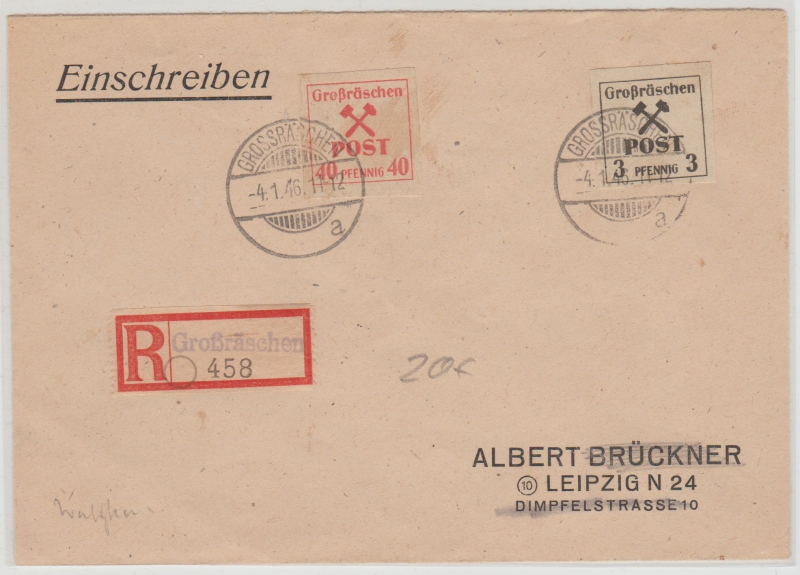 Einschreiben
Großräschen
POST
40 PFENNIG 40
GROSSRÄSCHEN
-4.1.46.11-12
a
Großräschen
POST
3 PFENNIG 3
GROSSRÄSCHEN
-4.1.46.11-12
a
R Großräschen
458
20€
ALBERT BRÜCKNER
10 LEIPZIG N 24
DIMPFELSTRASSE 10